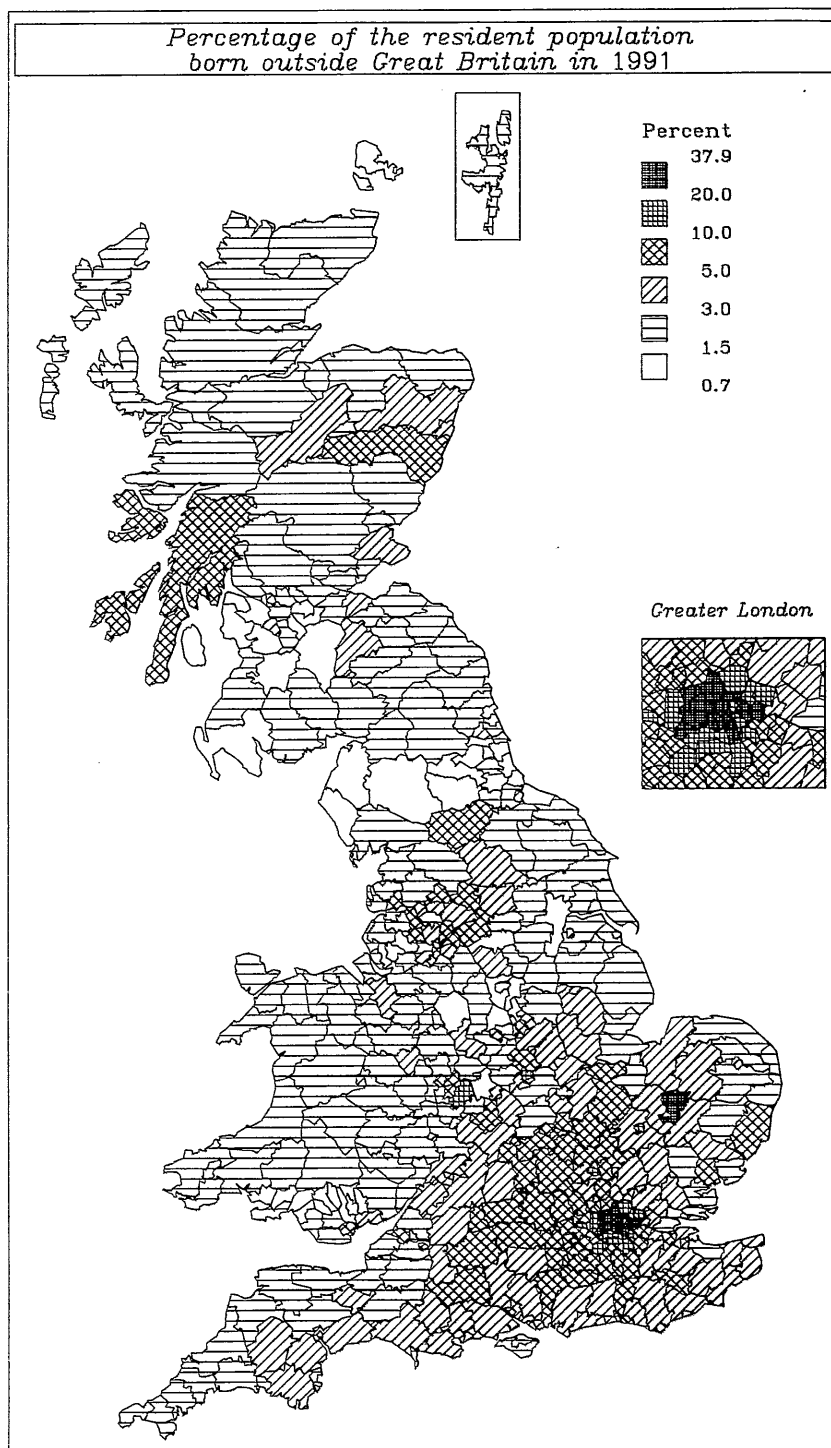 Percentage of the resident population
born outside Great Britain in 1991
Percent
37.9
20.0
10.0
5.0
3.0
1.5
0.7
Greater London